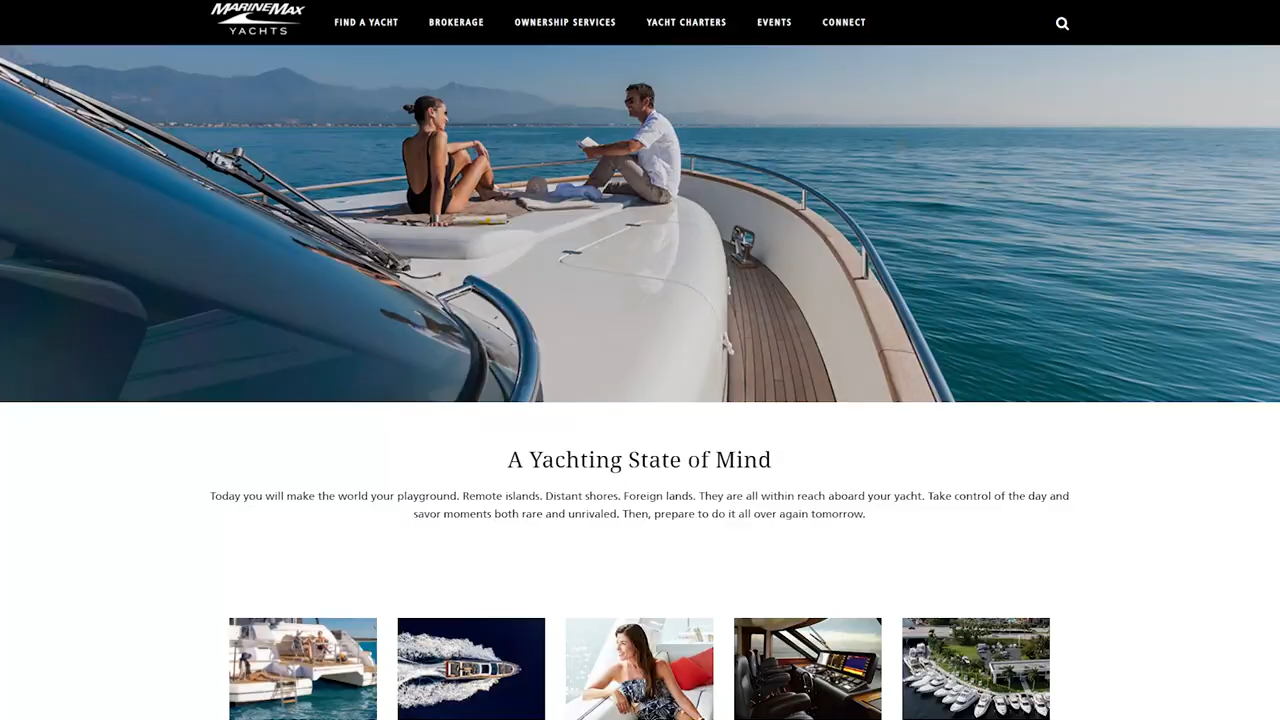 MARINEMAX
YACHTS
FIND A YACHT
BROKERAGE
OWNERSHIP SERVICES
YACHT CHARTERS
EVENTS
CONNECT
A Yachting State of Mind
Today you will make the world your playground. Remote islands. Distant shores. Foreign lands. They are all within reach aboard your yacht. Take control of the day and
savor moments both rare and unrivaled. Then, prepare to do it all over again tomorrow.